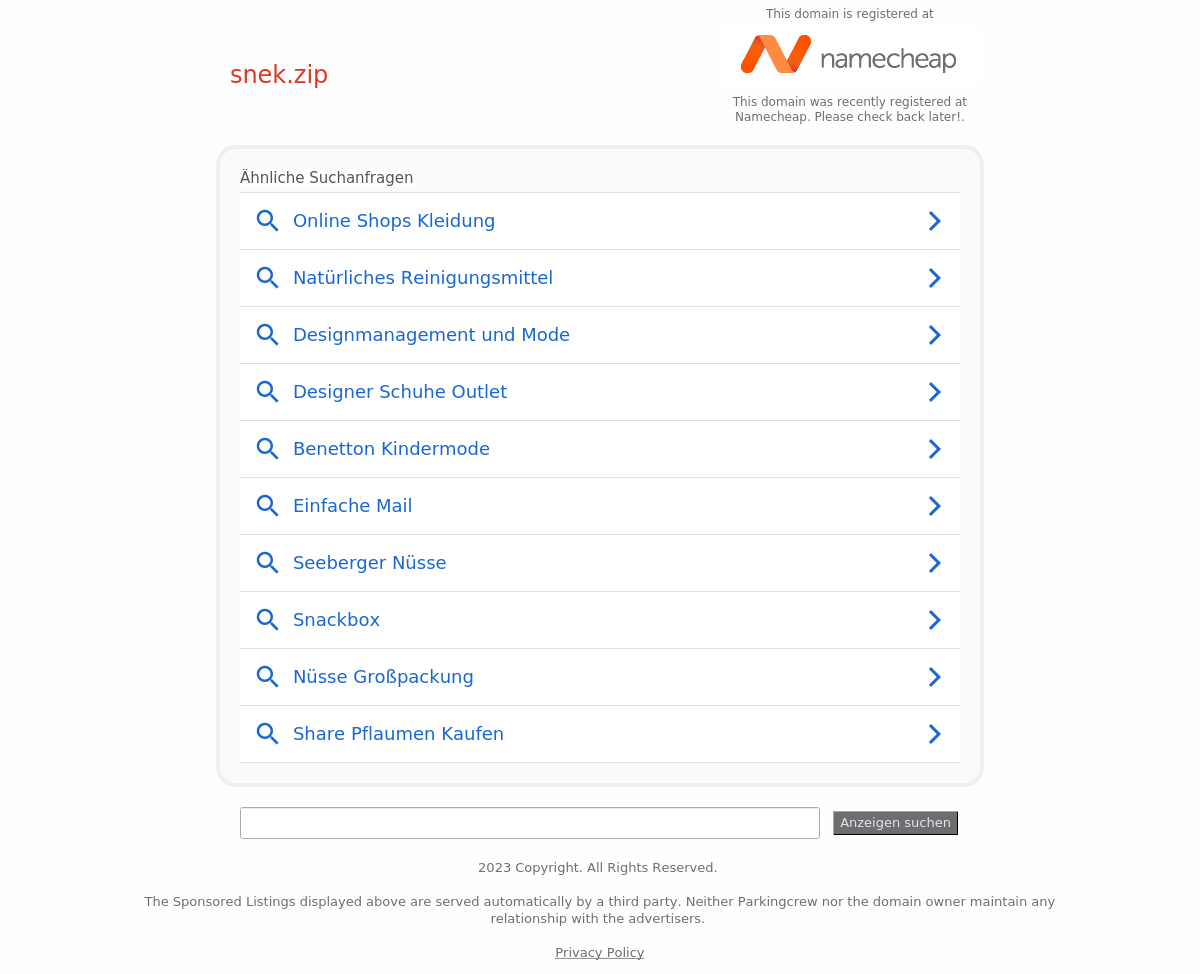 This domain is registered at
namecheap
snek.zip
This domain was recently registered at
Namecheap. Please check back later!.
Ähnliche Suchanfragen
Online Shops Kleidung
Natürliches Reinigungsmittel
Designmanagement und Mode
Designer Schuhe Outlet
Benetton Kindermode
Einfache Mail
Seeberger Nüsse
Snackbox
Nüsse Großpackung
Share Pflaumen Kaufen
Anzeigen suchen
2023 Copyright. All Rights Reserved.
The Sponsored Listings displayed above are served automatically by a third party. Neither Parkingcrew nor the domain owner maintain any
relationship with the advertisers.
Privacy Policy